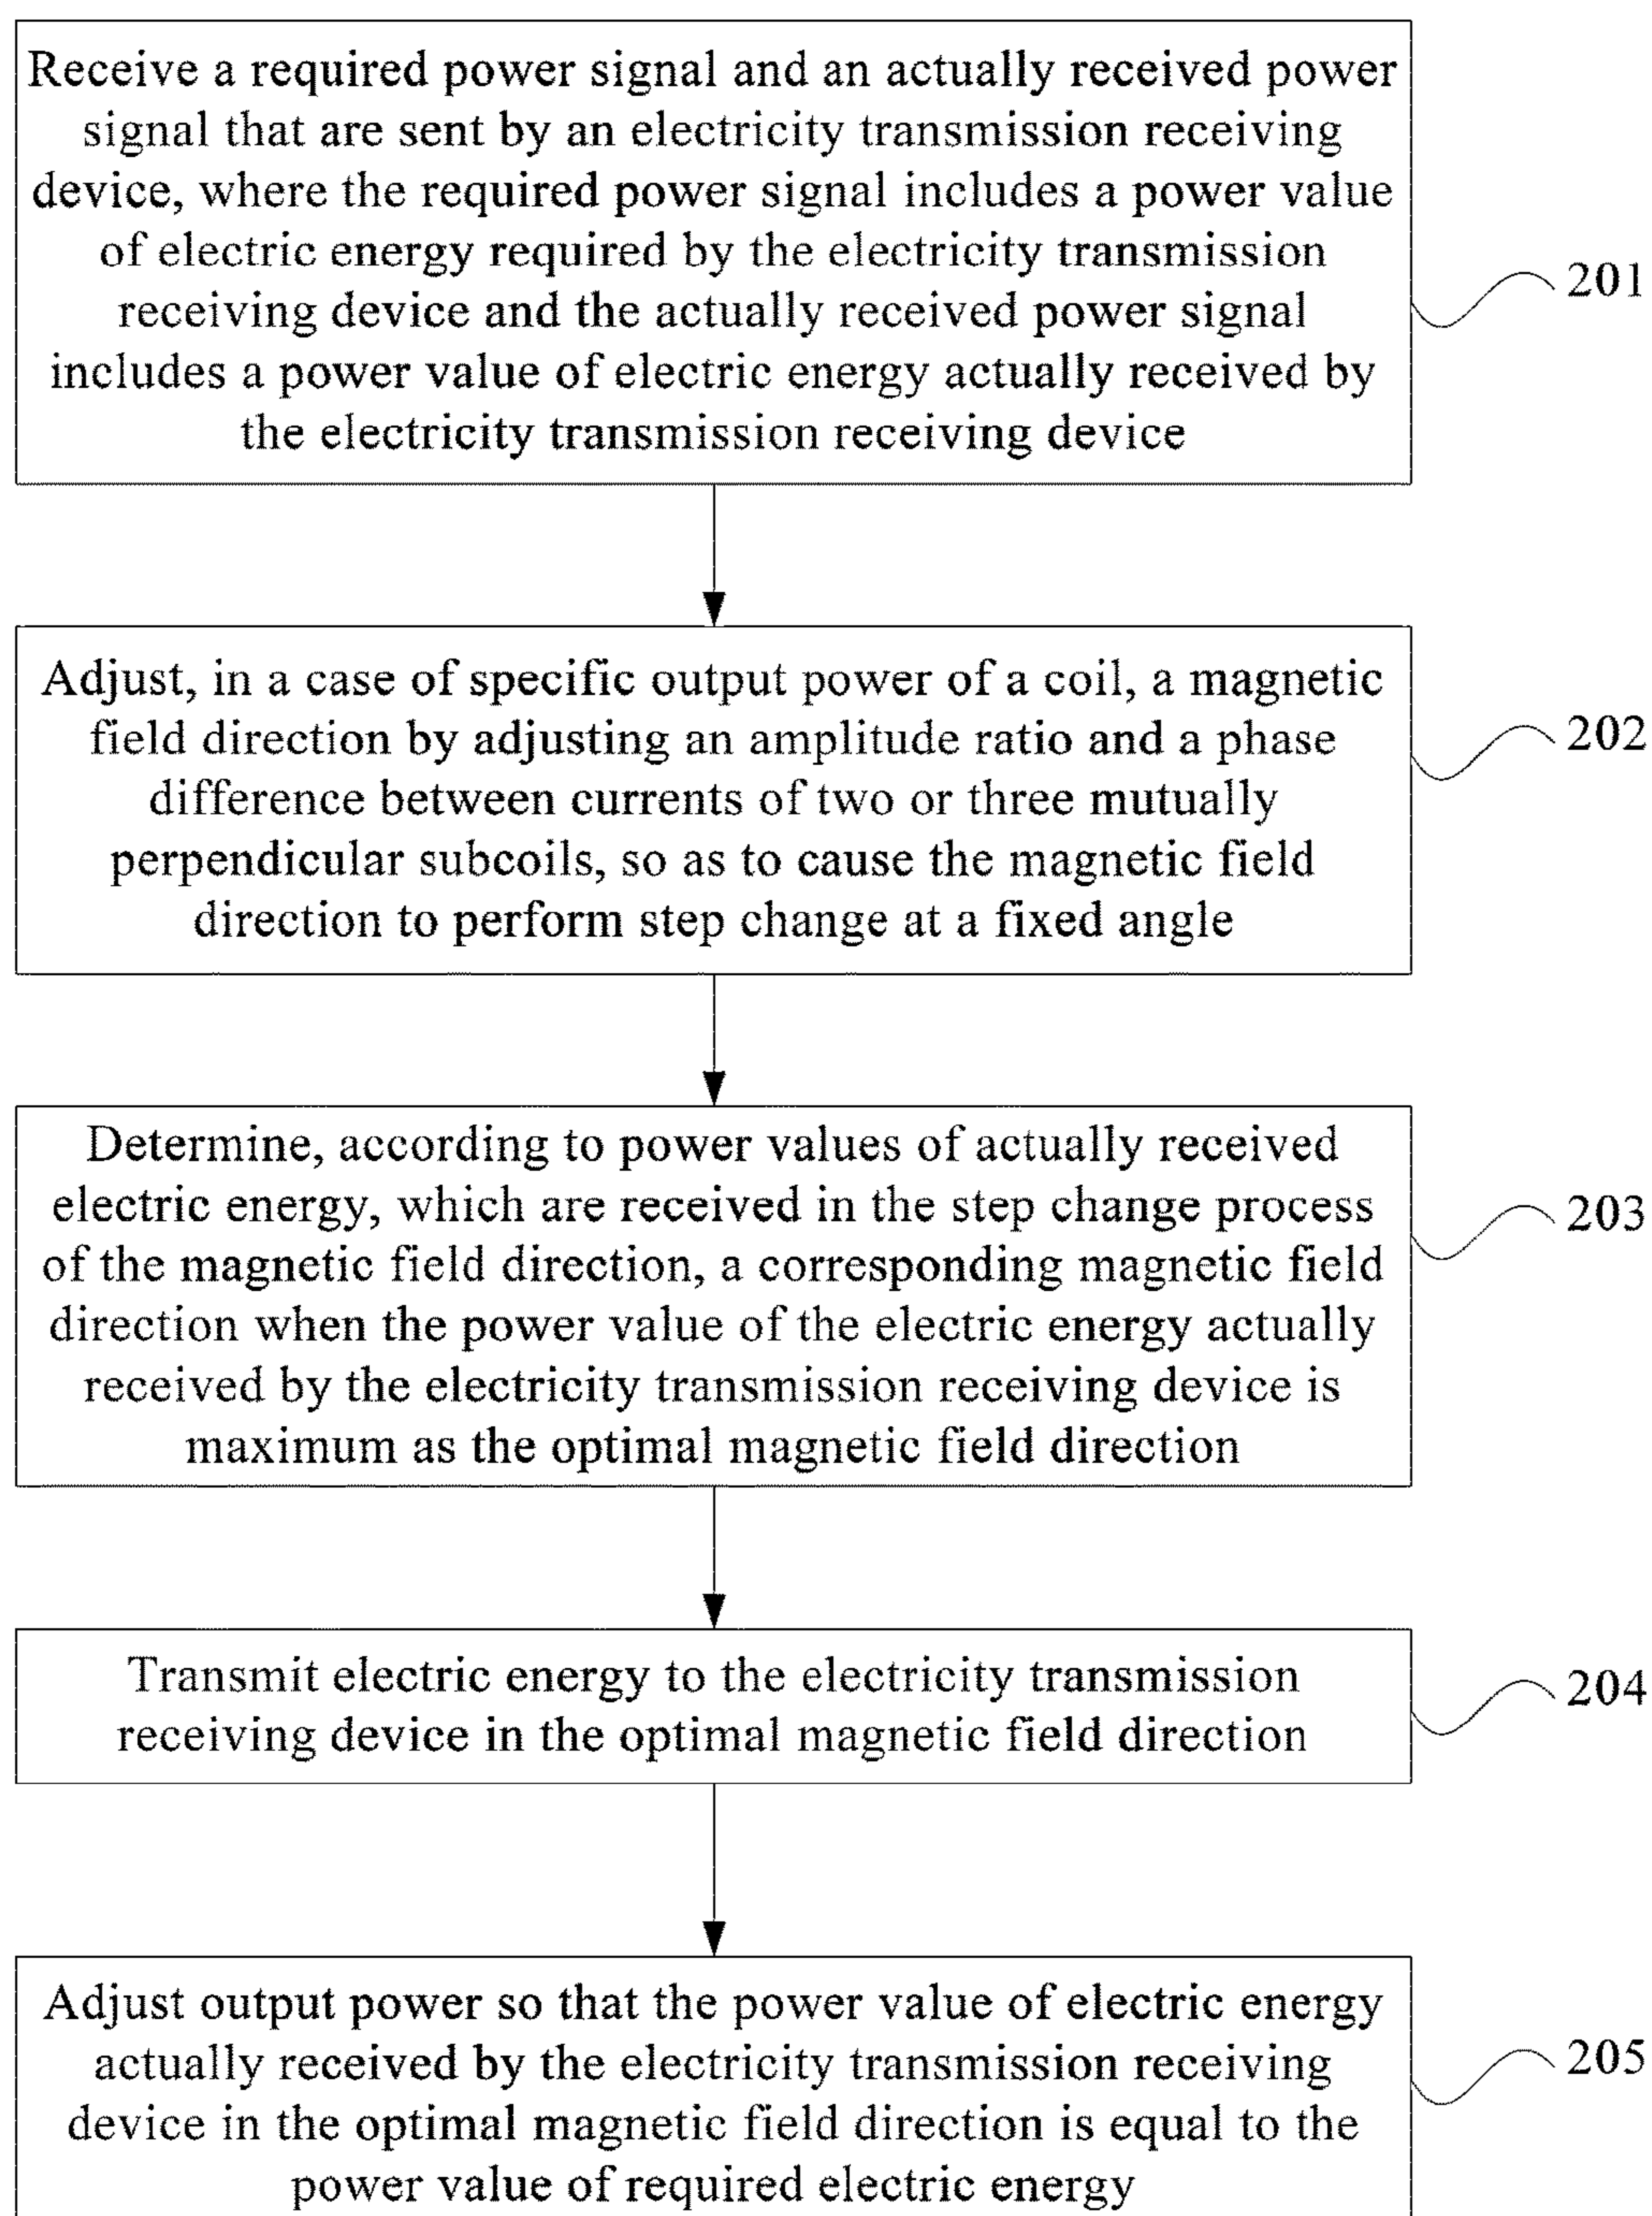 Receive a required power signal and an actually received power
signal that are sent by an electricity transmission receiving
device, where the required power signal includes a power value
of electric energy required by the electricity transmission
receiving device and the actually received power signal
includes a power value of electric energy actually received by
the electricity transmission receiving device
201
Adjust, in a case of specific output power of a coil, a magnetic
field direction by adjusting an amplitude ratio and a phase
difference between currents of two or three mutually
perpendicular subcoils, so as to cause the magnetic field
direction to perform step change at a fixed angle
202
Determine, according to power values of actually received
electric energy, which are received in the step change process
of the magnetic field direction, a corresponding magnetic field
direction when the power value of the electric energy actually
received by the electricity transmission receiving device is
maximum as the optimal magnetic field direction
203
Transmit electric energy to the electricity transmission
receiving device in the optimal magnetic field direction
204
Adjust output power so that the power value of electric energy
actually received by the electricity transmission receiving
device in the optimal magnetic field direction is equal to the
power value of required electric energy
205